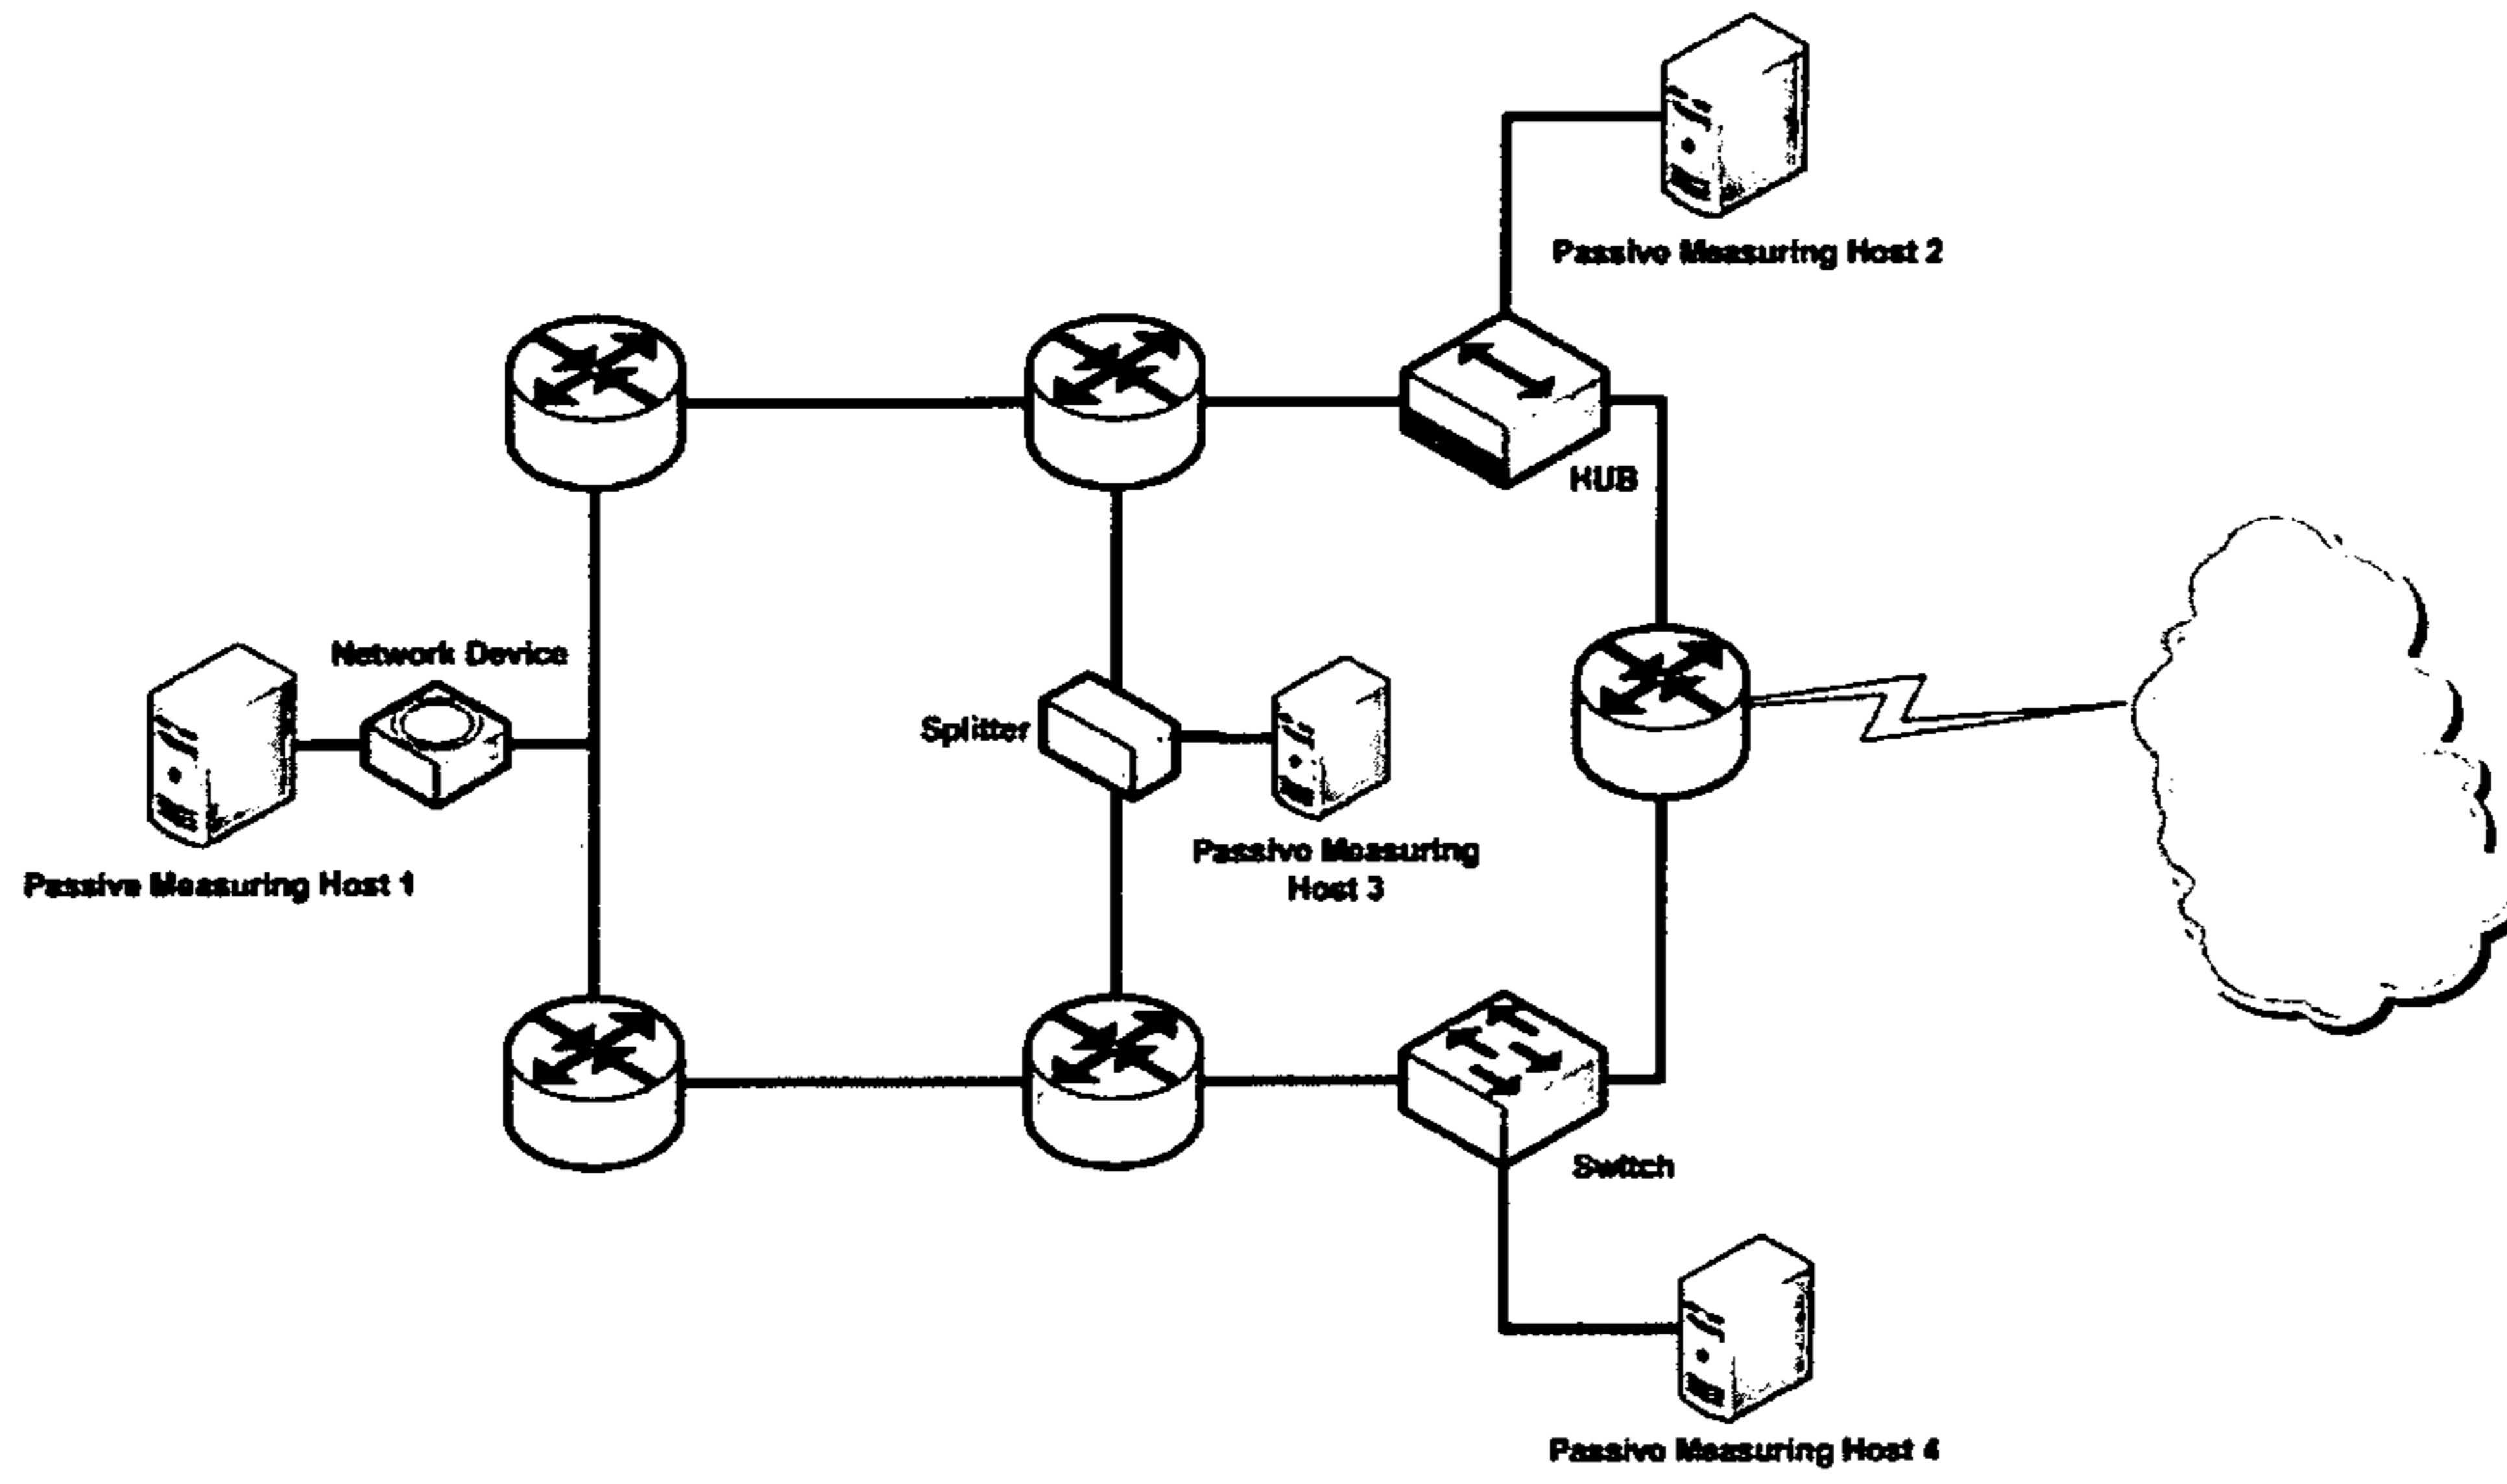 Passive Measuring Host 2
HUB
Network Device
Splitter
Passive Measuring
Host 3
Passive Measuring Host 1
Switch
Passive Measuring Host 4